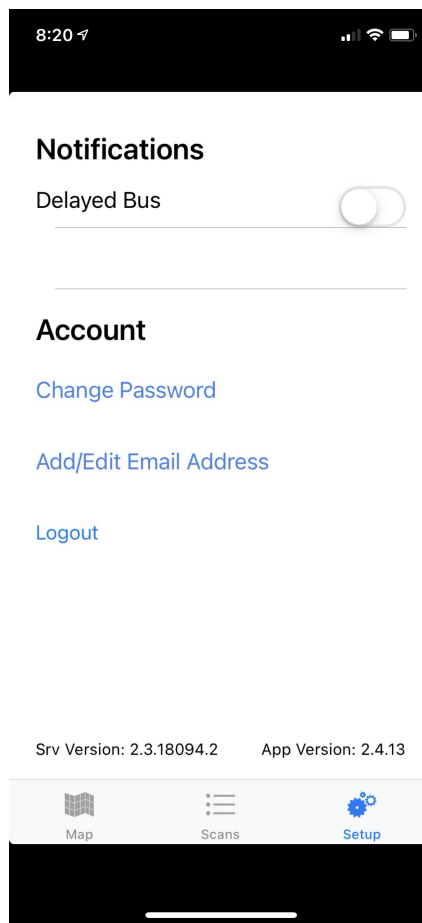 8:20
Notifications
Delayed Bus
Account
Change Password
Add/Edit Email Address
Logout
Srv Version: 2.3.18094.2 App Version: 2.4.13
Map Scans Setup